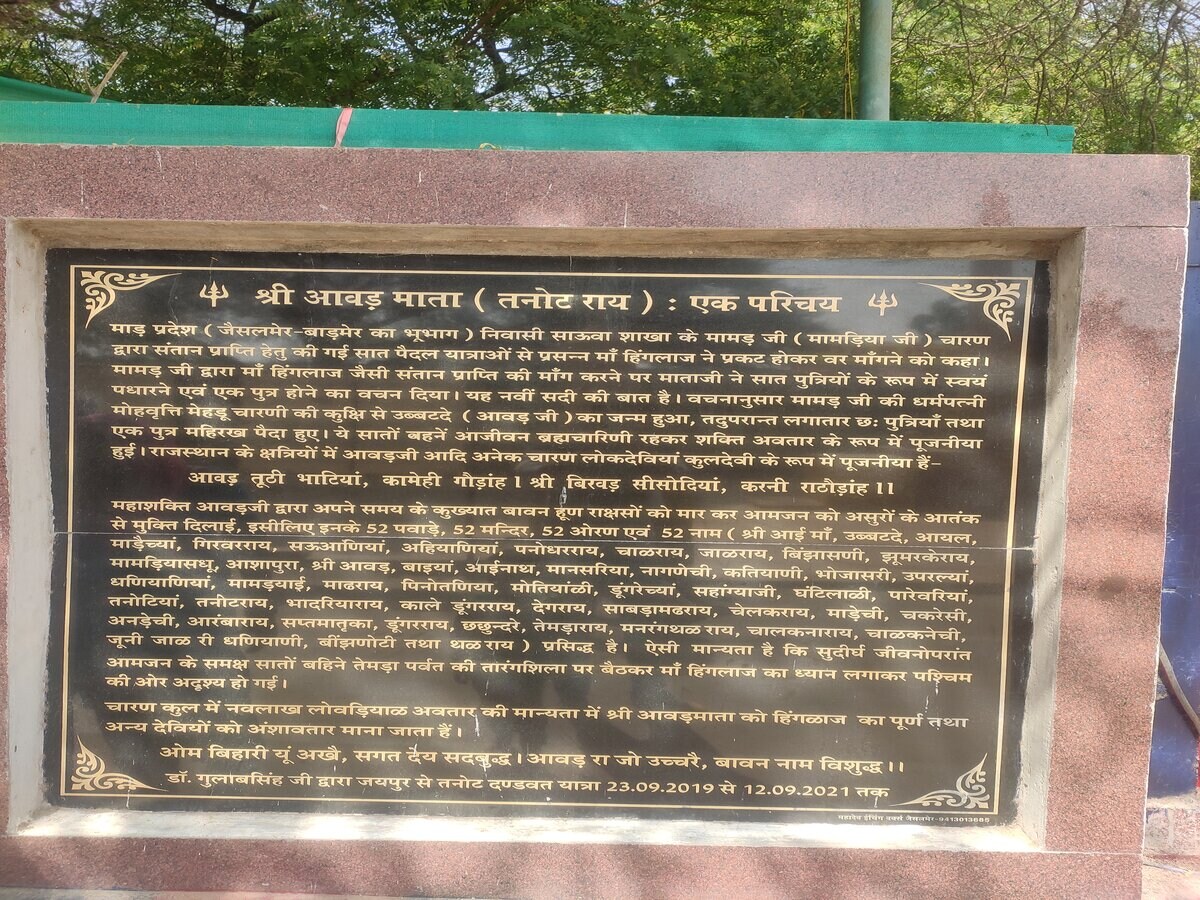 श्री आवड़ माता ( तनोट राय ) : एक परिचय
माड़ प्रदेश ( जैसलमेर-बाड़मेर का भूभाग ) निवासी साऊवा शाखा के मामड़ जी ( मामड़िया जी ) चारण
द्वारा संतान प्राप्ति हेतु की गई सात पैदल यात्राओं से प्रसन्न माँ हिंगलाज ने प्रकट होकर वर माँगने को कहा।
मामड़ जी द्वारा माँ हिंगलाज जैसी संतान प्राप्ति की माँग करने पर माताजी ने सात पुत्रियों के रूप में स्वयं
पधारने एवं एक पुत्र होने का वचन दिया। यह नवीं सदी की बात है। वचनानुसार मामड़ जी की धर्मपत्नी
मोहवृत्ति मेहडू चारणी की कुक्षि से उब्बटदे ( आवड़ जी ) का जन्म हुआ, तदुपरान्त लगातार छः पुत्रियाँ तथा
एक पुत्र महिरख पैदा हुए। ये सातों बहनें आजीवन ब्रह्मचारिणी रहकर शक्ति अवतार के रूप में पूजनीया
हुई। राजस्थान के क्षत्रियों में आवड़जी आदि अनेक चारण लोकदेवियां कुलदेवी के रूप में पूजनीया हैं-
आवड़ तूठी भाटियां, कामेही गौड़ांह। श्री बिरवड़ सीसोदियां, करनी राठौड़ांह।।
महाशक्ति आवड़जी द्वारा अपने समय के कुख्यात बावन हूण राक्षसों को मार कर आमजन को असुरों के आतंक
से मुक्ति दिलाई, इसीलिए इनके 52 पवाड़े, 52 मन्दिर, 52 ओरण एवं 52 नाम ( श्री आई माँ, उब्बटदे, आयल,
माड़ैच्यां, गिरवरराय, सऊआणियां, अहियाणियां, पनोधरराय, चाळराय, जाळराय, बिंझासणी, झूमरकेराय,
मामड़ियासधू, आशापुरा, श्री आवड़, बाइयां, आईनाथ, मानसरिया, नागणेची, कतियाणी, भोजासरी, उपरल्यां,
धणियाणियां, मामड़याई, माढराय, पिनोतणिया, मोतियांळी, डूंगरेच्यां, सहांग्याजी, घंटिलाळी, पारेवरियां,
तनोटियां, तनौटराय, भादरियाराय, काले डूंगरराय, देगराय, साबड़ामढराय, चेलकराय, माड़ेची, चकरेसी,
अनड़ेची, आरंबाराय, सप्तमातृका, डूंगरराय, छछुन्दरे, तेमड़ाराय, मनरंगथळ राय, चालकनाराय, चाळकनेची,
जूनी जाळ री धणियाणी, बींझणोटी तथा थळराय ) प्रसिद्ध है। ऐसी मान्यता है कि सुदीर्घ जीवनोपरांत
आमजन के समक्ष सातों बहिने तेमड़ा पर्वत की तारंगशिला पर बैठकर माँ हिंगलाज का ध्यान लगाकर पश्चिम
की ओर अदृश्य हो गई।
चारण कुल में नवलाख लोवड़ियाळ अवतार की मान्यता में श्री आवड़माता को हिंगळाज का पूर्ण तथा
अन्य देवियों को अंशावतार माना जाता हैं।
ओम बिहारी यूं अखै, सगत देय सदबुद्ध। आवड़ रा जो उच्चरै, बावन नाम विशुद्ध।।
डॉ. गुलाबसिंह जी द्वारा जयपुर से तनोट दण्डवत यात्रा 23.09.2019 से 12.09.2021 तक
जैसलमेर-9413013685